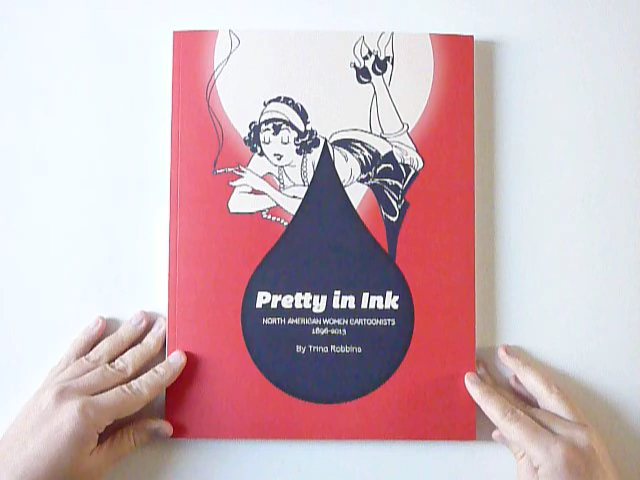 Pretty in Ink
NORTH AMERICAN WOMEN CARTOONISTS
1896-2013
By Trina Robbins